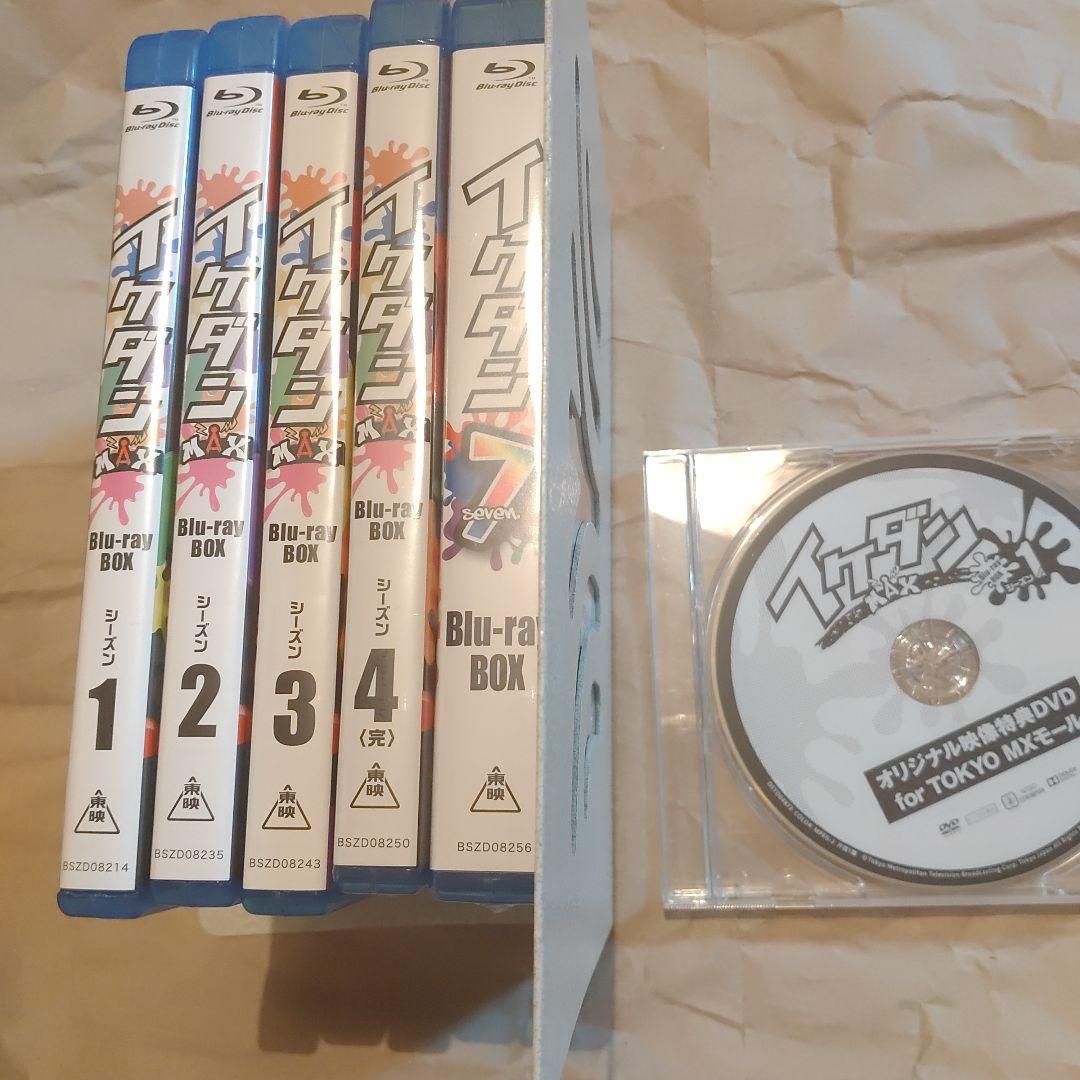 Blu-ray Disc
イケダン
MAX
Blu-ray
BOX
シーズン
1
東映
BSZD08214
Blu-ray Disc
イケダン
MAX
Blu-ray
BOX
シーズン
2
東映
BSZD08235
Blu-ray Disc
イケダン
MAX
Blu-ray
BOX
シーズン
3
東映
BSZD08243
Blu-ray Disc
イケダン
MAX
Blu-ray
BOX
シーズン
4
〈完〉
東映
BSZD08250
Blu-ray Disc
イケダン
7
seven
Blu-ray
BOX
東映
BSZD08256
イケダン
MAX
シーズン1
オリジナル映像特典DVD
for TOKYO MXモール
DVD